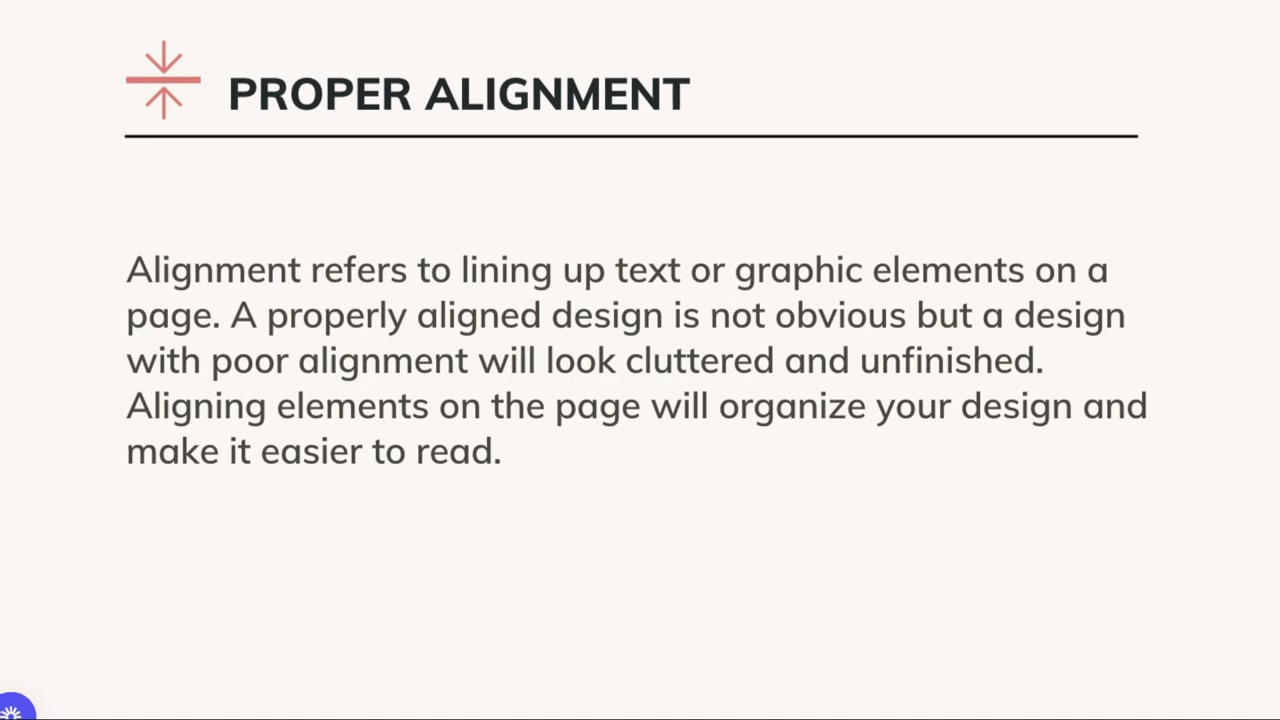 PROPER ALIGNMENT
Alignment refers to lining up text or graphic elements on a
page. A properly aligned design is not obvious but a design
with poor alignment will look cluttered and unfinished.
Aligning elements on the page will organize your design and
make it easier to read.